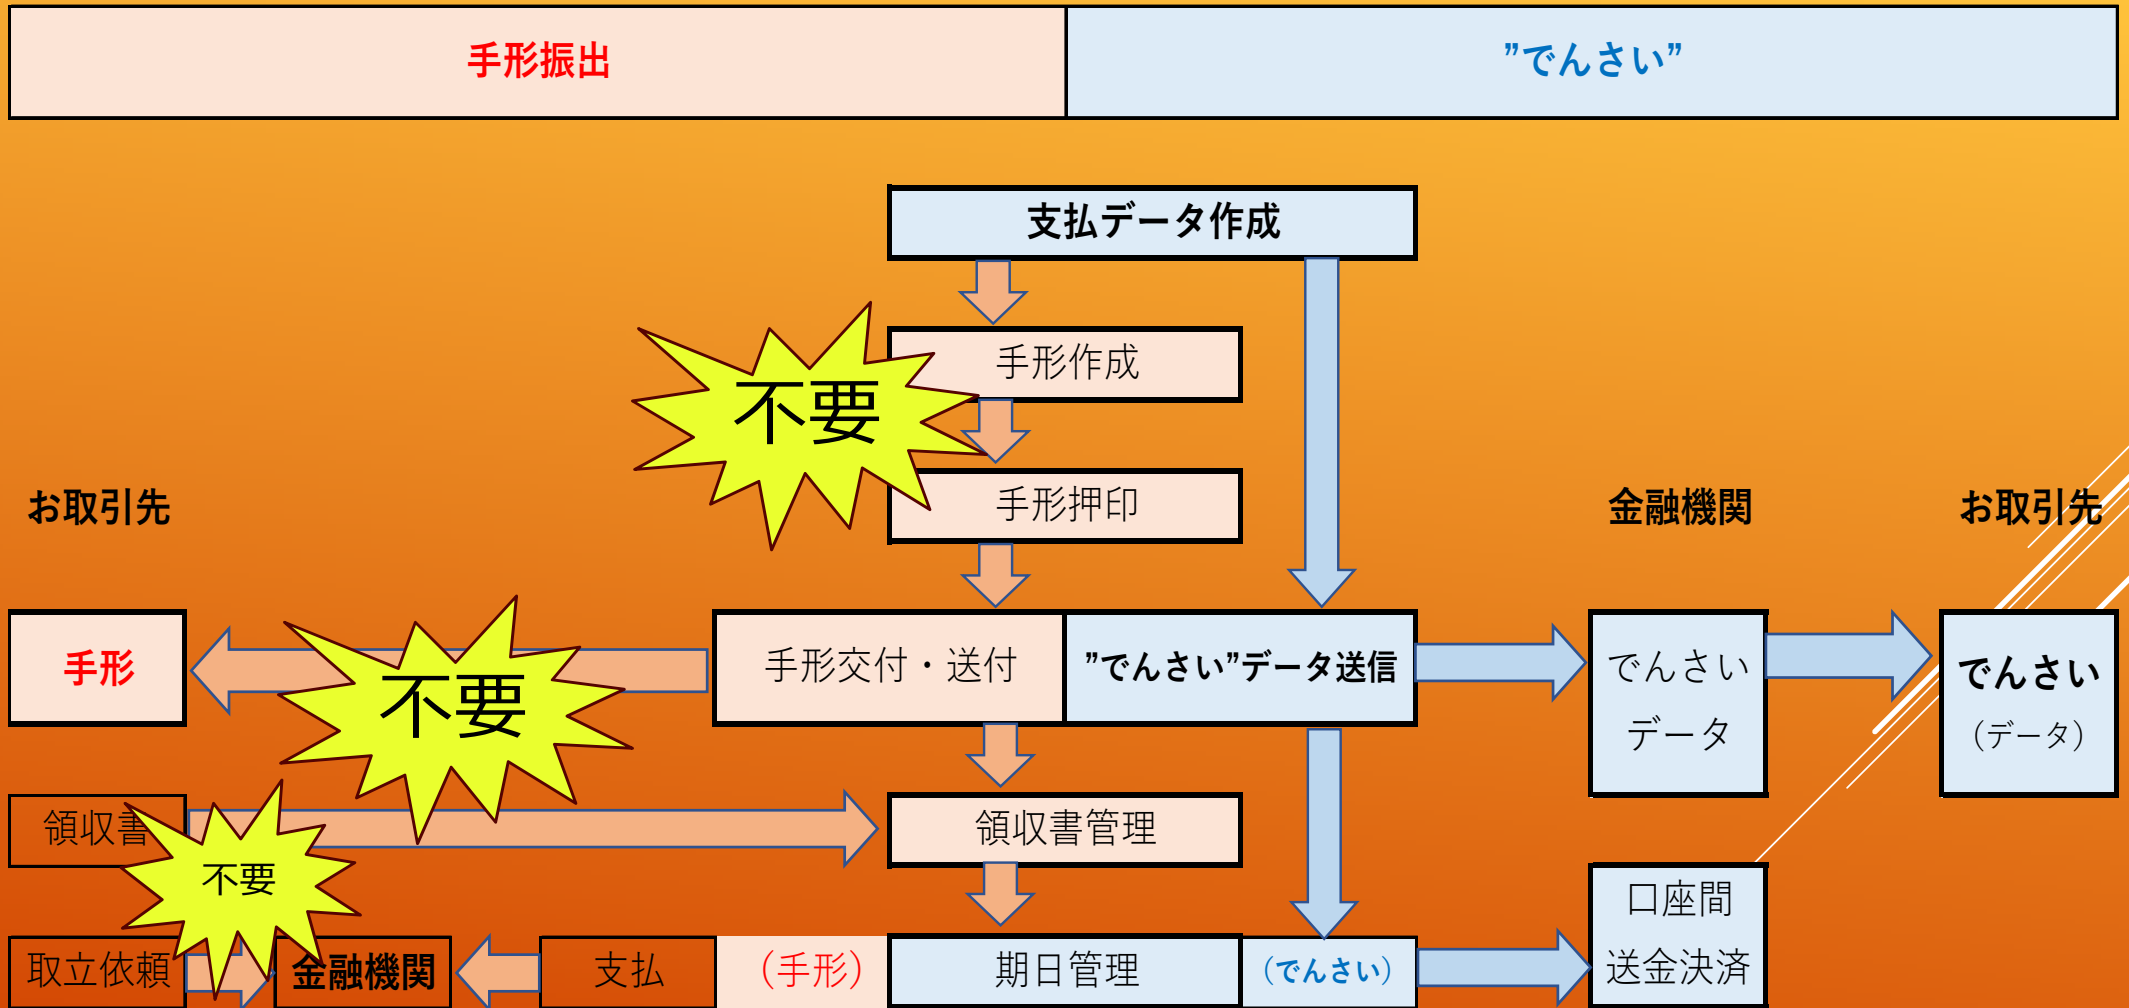 手形振出
”でんさい”
支払データ作成
手形作成
不要
手形押印
お取引先
金融機関
お取引先
手形
不要
手形交付・送付
”でんさい”データ送信
でんさい
データ
でんさい
（データ）
領収書
領収書管理
不要
口座間
送金決済
取立依頼
金融機関
支払
（手形）
期日管理
（でんさい）